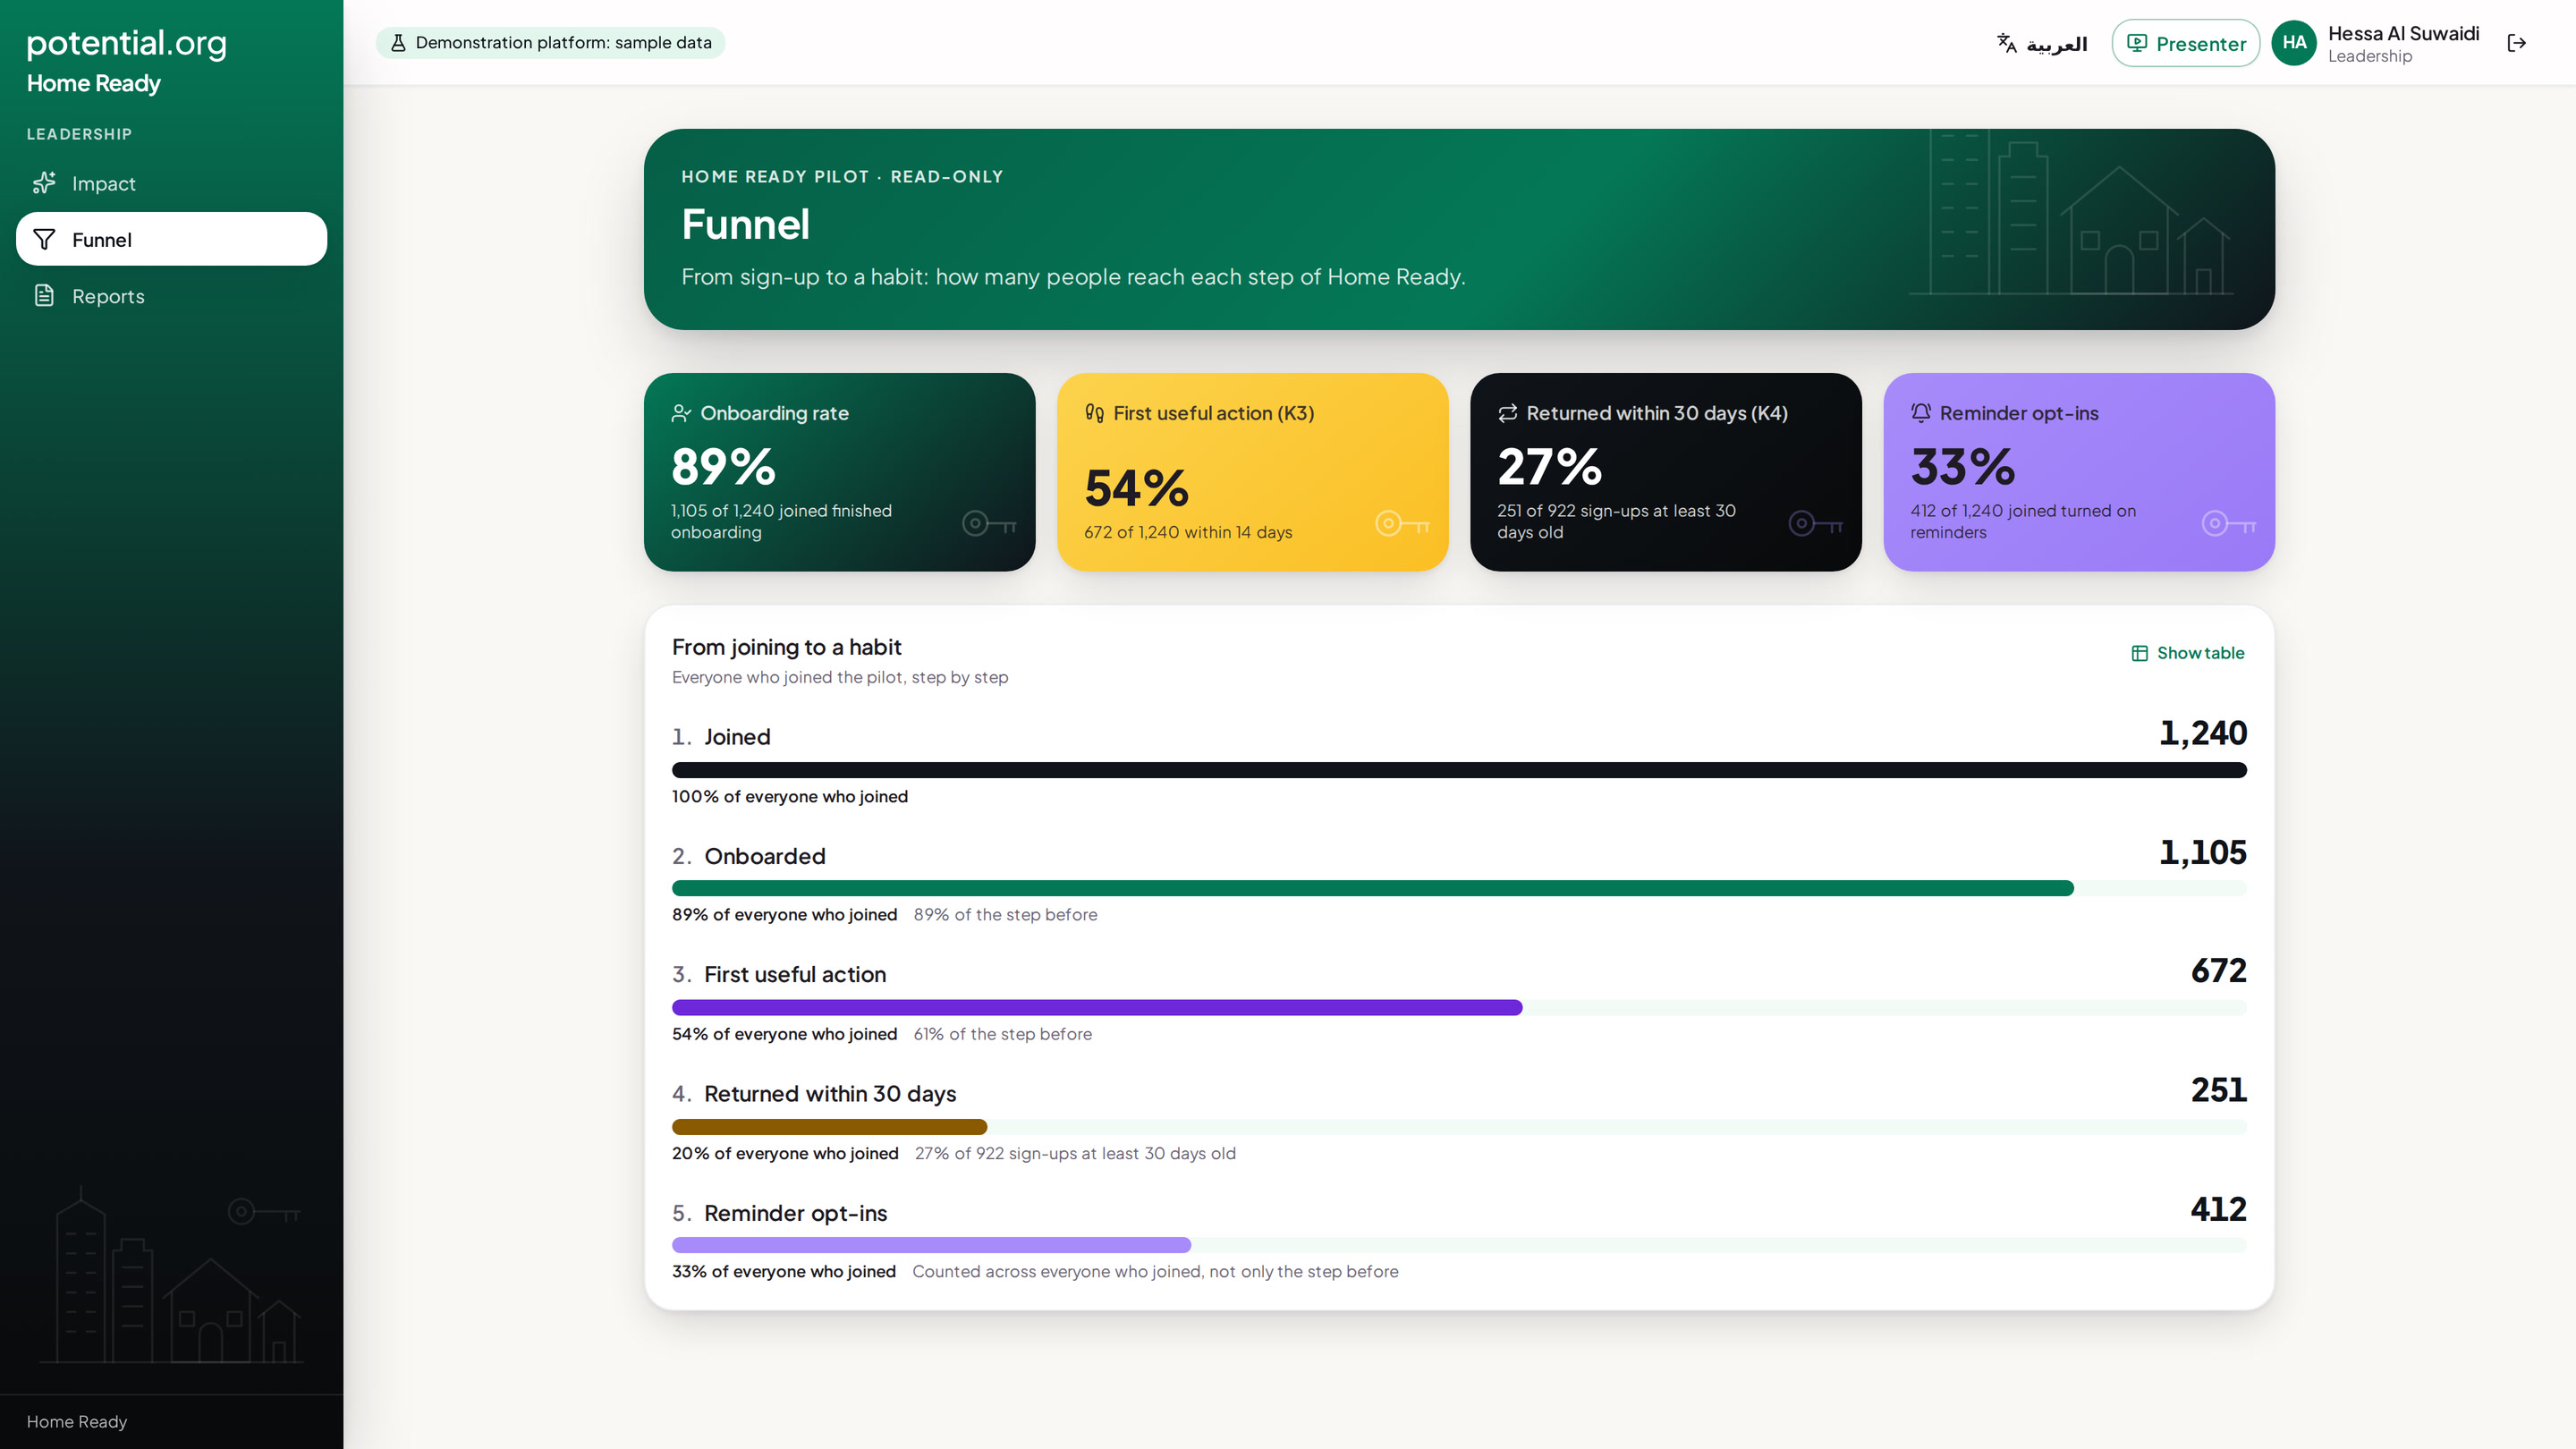 potential.org
Home Ready
LEADERSHIP
Impact
Funnel
Reports
Home Ready
Demonstration platform: sample data
العربية
Presenter
HA
Hessa Al Suwaidi
Leadership
HOME READY PILOT · READ-ONLY
Funnel
From sign-up to a habit: how many people reach each step of Home Ready.
Onboarding rate
89%
1,105 of 1,240 joined finished
onboarding
First useful action (K3)
54%
672 of 1,240 within 14 days
Returned within 30 days (K4)
27%
251 of 922 sign-ups at least 30
days old
Reminder opt-ins
33%
412 of 1,240 joined turned on
reminders
From joining to a habit
Everyone who joined the pilot, step by step
Show table
1. Joined 1,240
100% of everyone who joined
2. Onboarded 1,105
89% of everyone who joined 89% of the step before
3. First useful action 672
54% of everyone who joined 61% of the step before
4. Returned within 30 days 251
20% of everyone who joined 27% of 922 sign-ups at least 30 days old
5. Reminder opt-ins 412
33% of everyone who joined Counted across everyone who joined, not only the step before